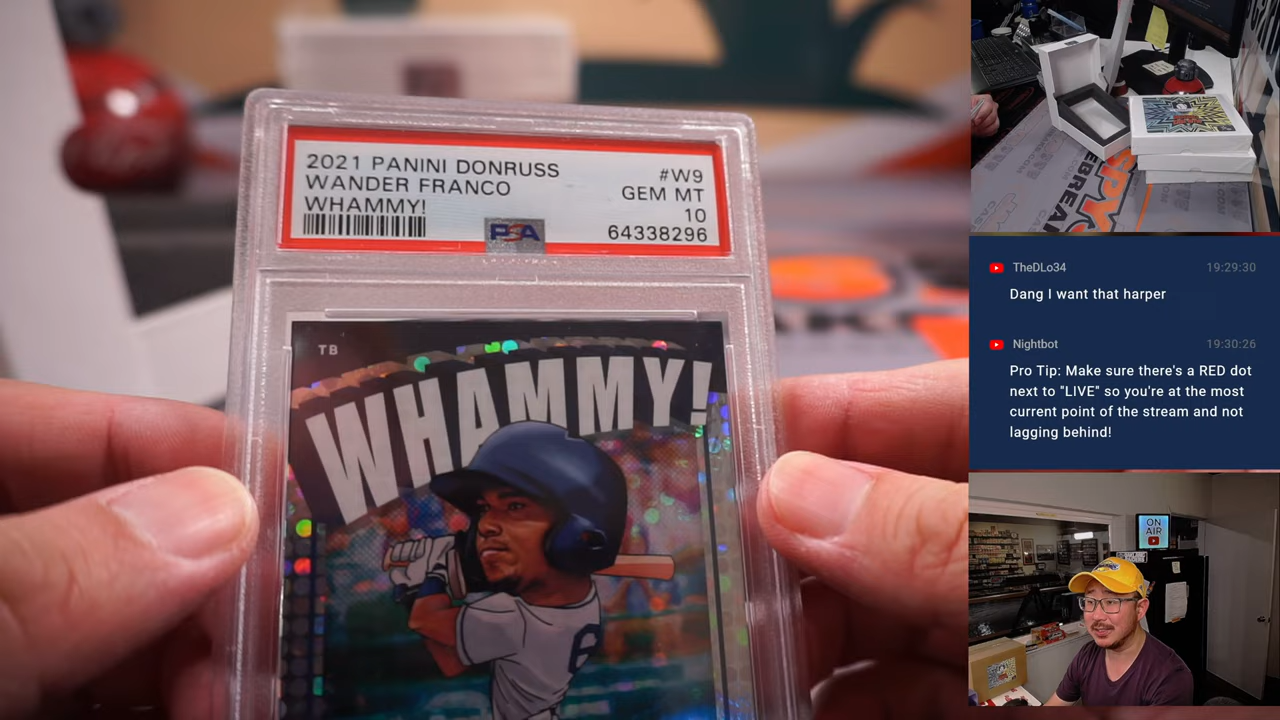 2021 PANINI DONRUSS
WANDER FRANCO
WHAMMY!
#W9
GEM MT
10
64338296
PSA
TB
WHAMMY!
6
TheDLo34
19:29:30
Dang I want that harper
Nightbot
19:30:26
Pro Tip: Make sure there's a RED dot
next to "LIVE" so you're at the most
current point of the stream and not
lagging behind!
ON
AIR